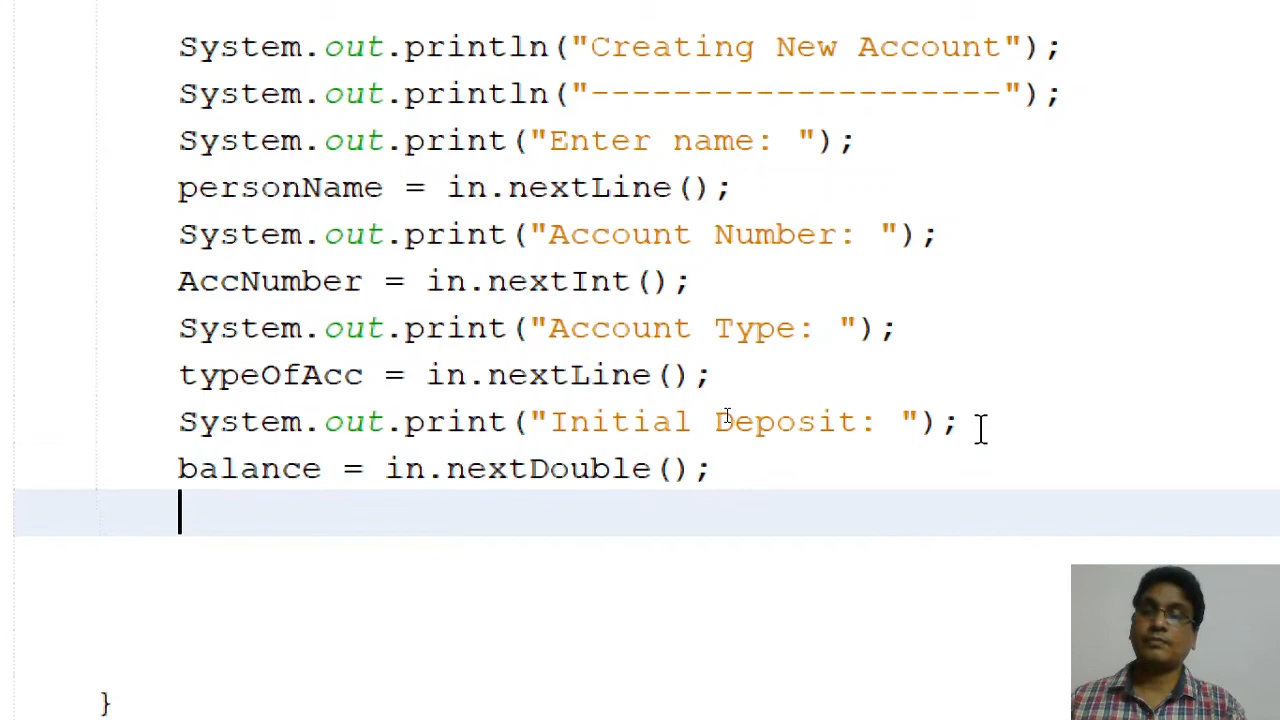 System.out.println("Creating New Account");
System.out.println("--------------------");
System.out.print("Enter name: ");
personName = in.nextLine();
System.out.print("Account Number: ");
AccNumber = in.nextInt();
System.out.print("Account Type: ");
typeOfAcc = in.nextLine();
System.out.print("Initial Deposit: ");
balance = in.nextDouble();
}